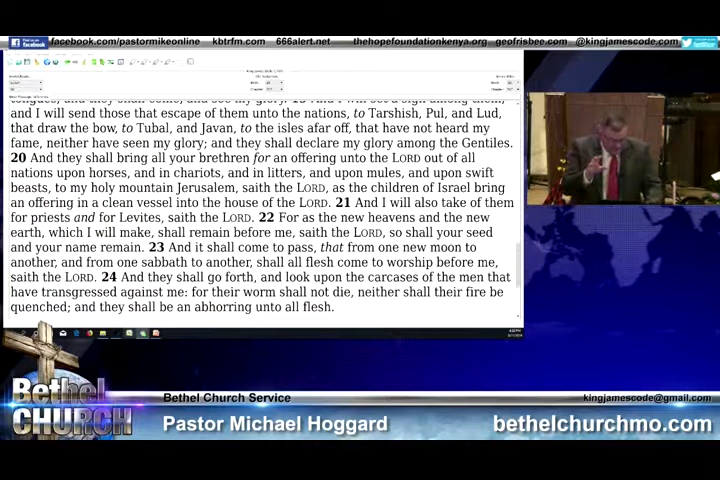 facebook.com/pastormikeonline kbtrfm.com 666alert.net thehopefoundationkenya.org geofrisbee.com @kingjamescode
and I will send those that escape of them unto the nations, to Tarshish, Pul, and Lud,
that draw the bow, to Tubal, and Javan, to the isles afar off, that have not heard my
fame, neither have seen my glory; and they shall declare my glory among the Gentiles.
20 And they shall bring all your brethren for an offering unto the LORD out of all
nations upon horses, and in chariots, and in litters, and upon mules, and upon swift
beasts, to my holy mountain Jerusalem, saith the LORD, as the children of Israel bring
an offering in a clean vessel into the house of the LORD. 21 And I will also take of them
for priests and for Levites, saith the LORD. 22 For as the new heavens and the new
earth, which I will make, shall remain before me, saith the LORD, so shall your seed
and your name remain. 23 And it shall come to pass, that from one new moon to
another, and from one sabbath to another, shall all flesh come to worship before me,
saith the LORD. 24 And they shall go forth, and look upon the carcases of the men that
have transgressed against me: for their worm shall not die, neither shall their fire be
quenched; and they shall be an abhorring unto all flesh.
Bethel
CHURCH
Bethel Church Service
kingjamescode@gmail.com
Pastor Michael Hoggard
bethelchurchmo.com